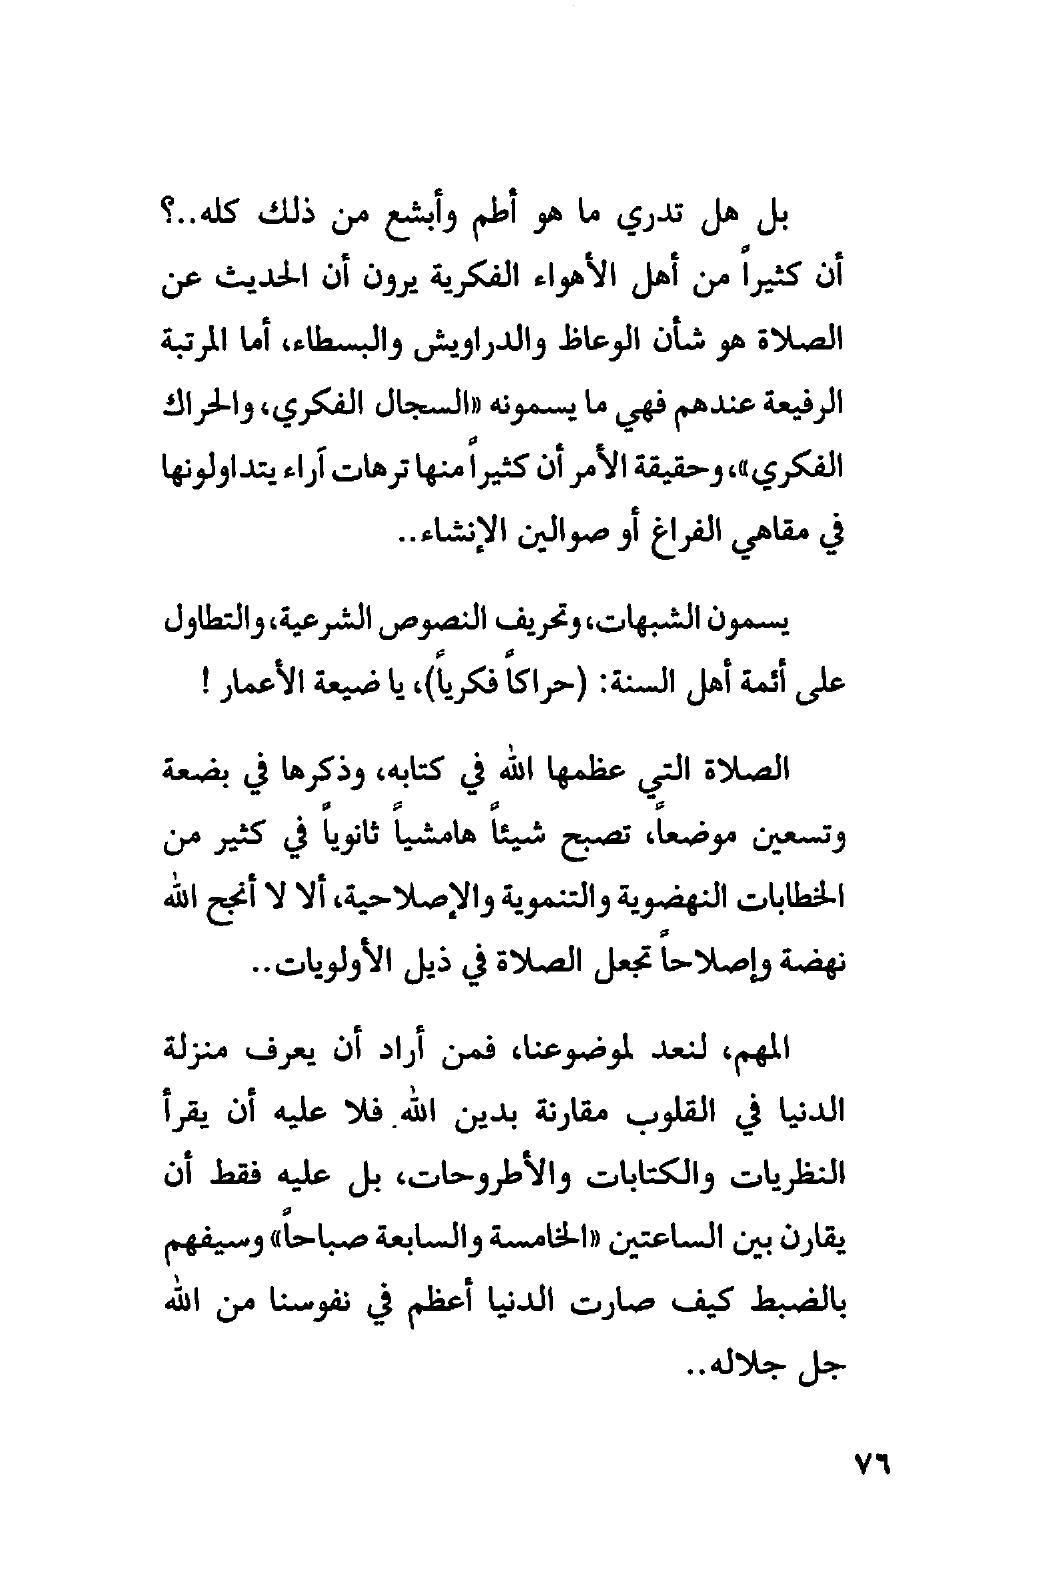 بل هل تدري ما هو أطم وأبشع من ذلك كله..؟
أن كثيراً من أهل الأهواء الفكرية يرون أن الحديث عن
الصلاة هو شأن الوعاظ والدراويش والبسطاء، أما المرتبة
الرفيعة عندهم فهي ما يسمونه «السجال الفكري، والحراك
الفكري»، وحقيقة الأمر أن كثيراً منها ترهات آراء يتداولونها
في مقاهي الفراغ أو صوالين الإنشاء..
يسمون الشبهات، وتحريف النصوص الشرعية، والتطاول
على أئمة أهل السنة: (حراكاً فكرياً)، يا ضيعة الأعمار !
الصلاة التي عظمها الله في كتابه، وذكرها في بضعة
وتسعين موضعاً، تصبح شيئاً هامشياً ثانوياً في كثير من
الخطابات النهضوية والتنموية والإصلاحية، ألا لا أنجح الله
نهضة وإصلاحاً تجعل الصلاة في ذيل الأولويات..
المهم، لنعد لموضوعنا، فمن أراد أن يعرف منزلة
الدنيا في القلوب مقارنة بدين الله. فلا عليه أن يقرأ
النظريات والكتابات والأطروحات، بل عليه فقط أن
يقارن بين الساعتين «الخامسة والسابعة صباحاً» وسيفهم
بالضبط كيف صارت الدنيا أعظم في نفوسنا من الله
جل جلاله..
٧٦